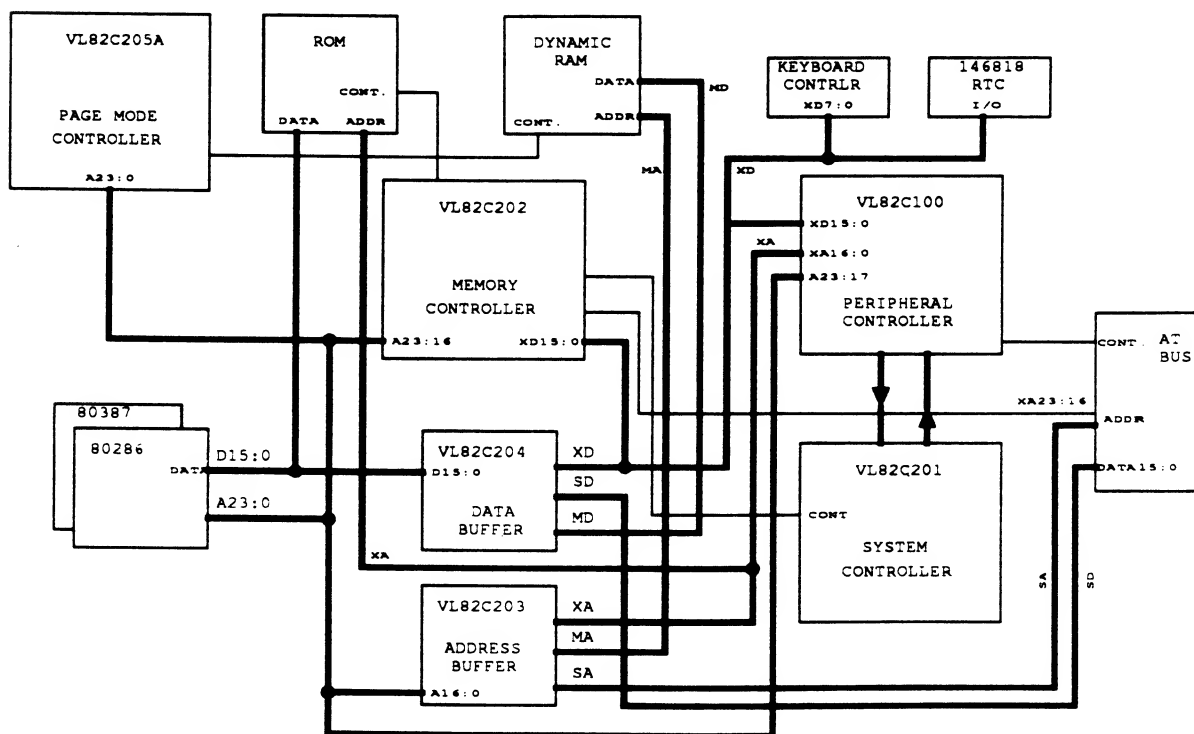 VL82C205A
PAGE MODE
CONTROLLER
A23:0
ROM
CONT.
DATA
ADDR
DYNAMIC
RAM
DATA
ADDR
CONT.
MD
MA
XD
KEYBOARD
CONTRLR
XD7:0
146818
RTC
I/O
VL82C202
MEMORY
CONTROLLER
A23:16
XD15:0
VL82C100
XD15:0
XA
XA16:0
A23:17
PERIPHERAL
CONTROLLER
AT
BUS
CONT.
XA23:16
ADDR
DATA15:0
80387
80286
DATA
D15:0
A23:0
VL82C204
D15:0
DATA
BUFFER
XD
SD
MD
VL82C201
CONT
SYSTEM
CONTROLLER
XA
SA
SD
VL82C203
ADDRESS
BUFFER
A16:0
XA
MA
SA